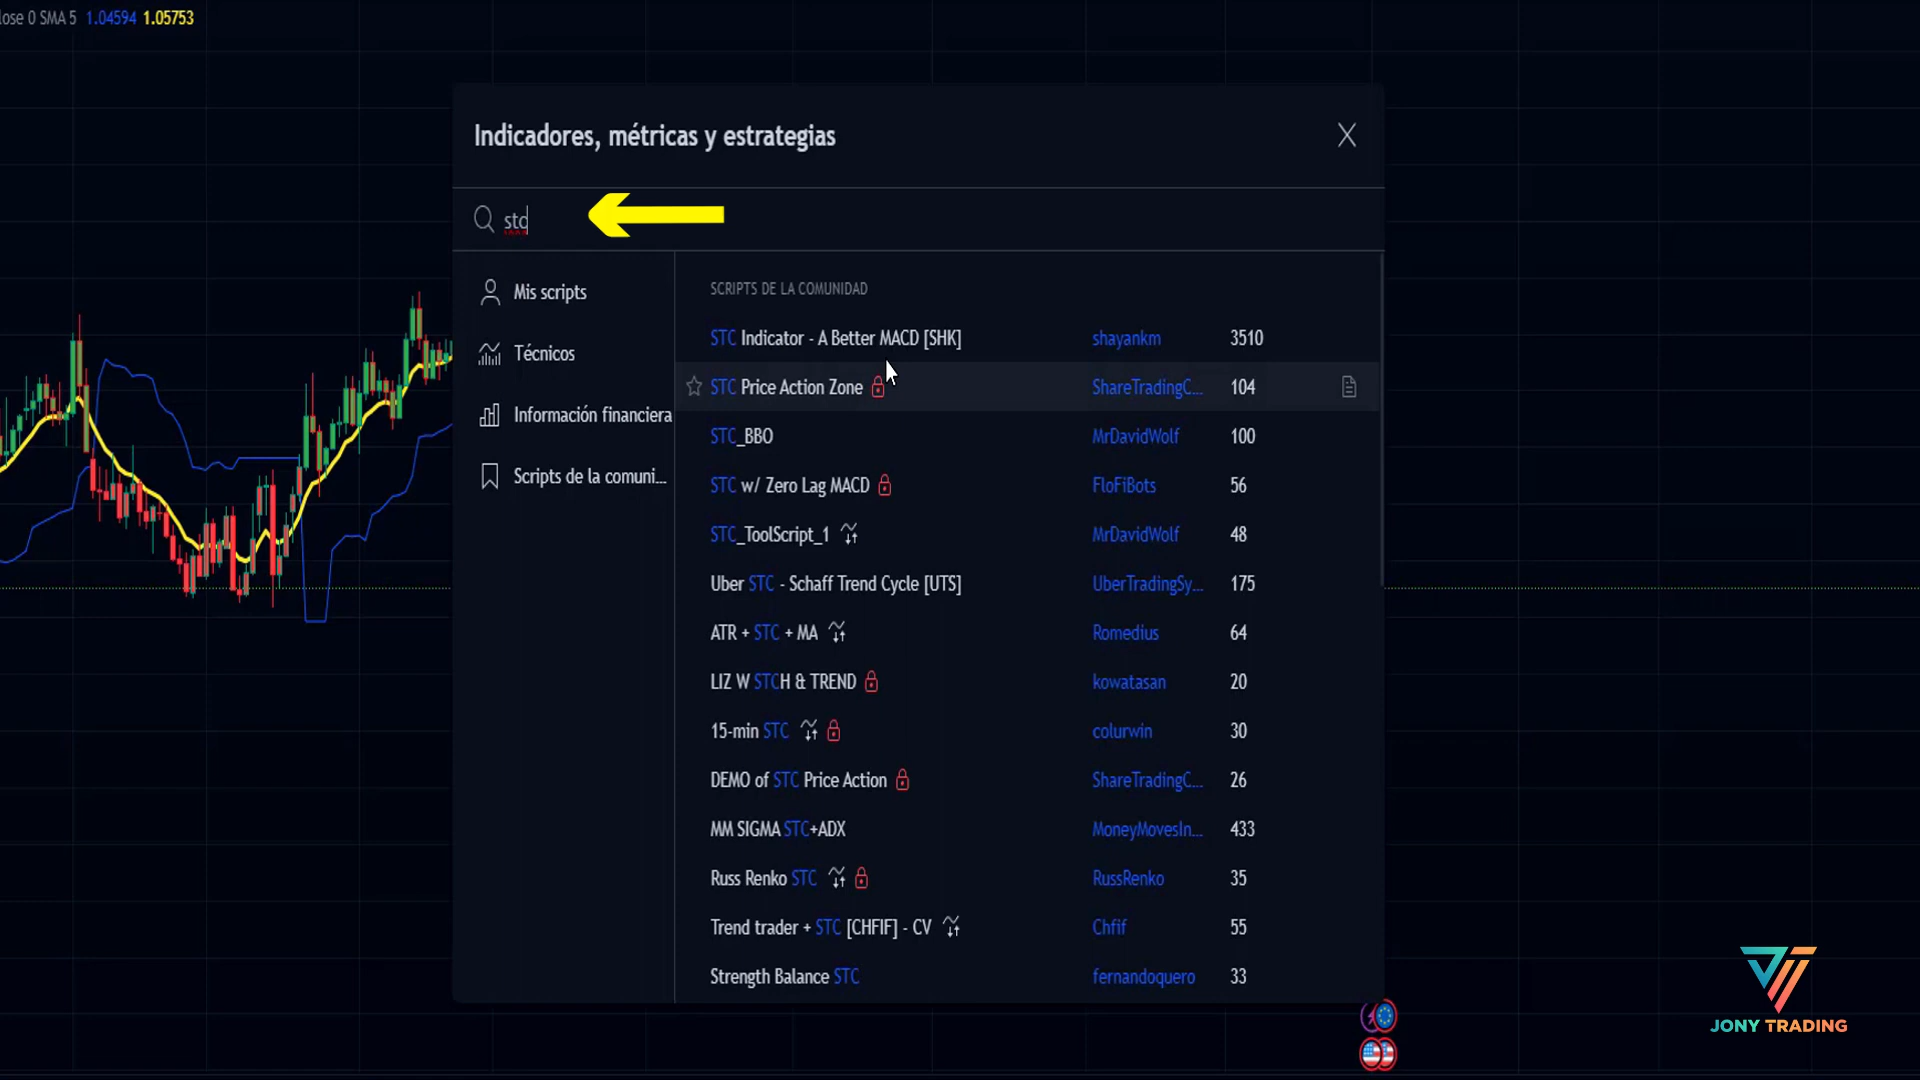 lose 0 SMA 5 1.04594 1.05753
Indicadores, métricas y estrategias
stc
Mis scripts
Técnicos
Información financiera
Scripts de la comuni...
SCRIPTS DE LA COMUNIDAD
STC Indicator - A Better MACD [SHK] shayankm 3510
STC Price Action Zone ShareTradingC... 104
STC_BBO MrDavidWolf 100
STC w/ Zero Lag MACD FloFiBots 56
STC_ToolScript_1 MrDavidWolf 48
Uber STC - Schaff Trend Cycle [UTS] UberTradingSy... 175
ATR + STC + MA Romedius 64
LIZ W STCH & TREND kowatasan 20
15-min STC colurwin 30
DEMO of STC Price Action ShareTradingC... 26
MM SIGMA STC+ADX MoneyMovesIn... 433
Russ Renko STC RussRenko 35
Trend trader + STC [CHFIF] - CV Chfif 55
Strength Balance STC fernandoquero 33
JONY TRADING